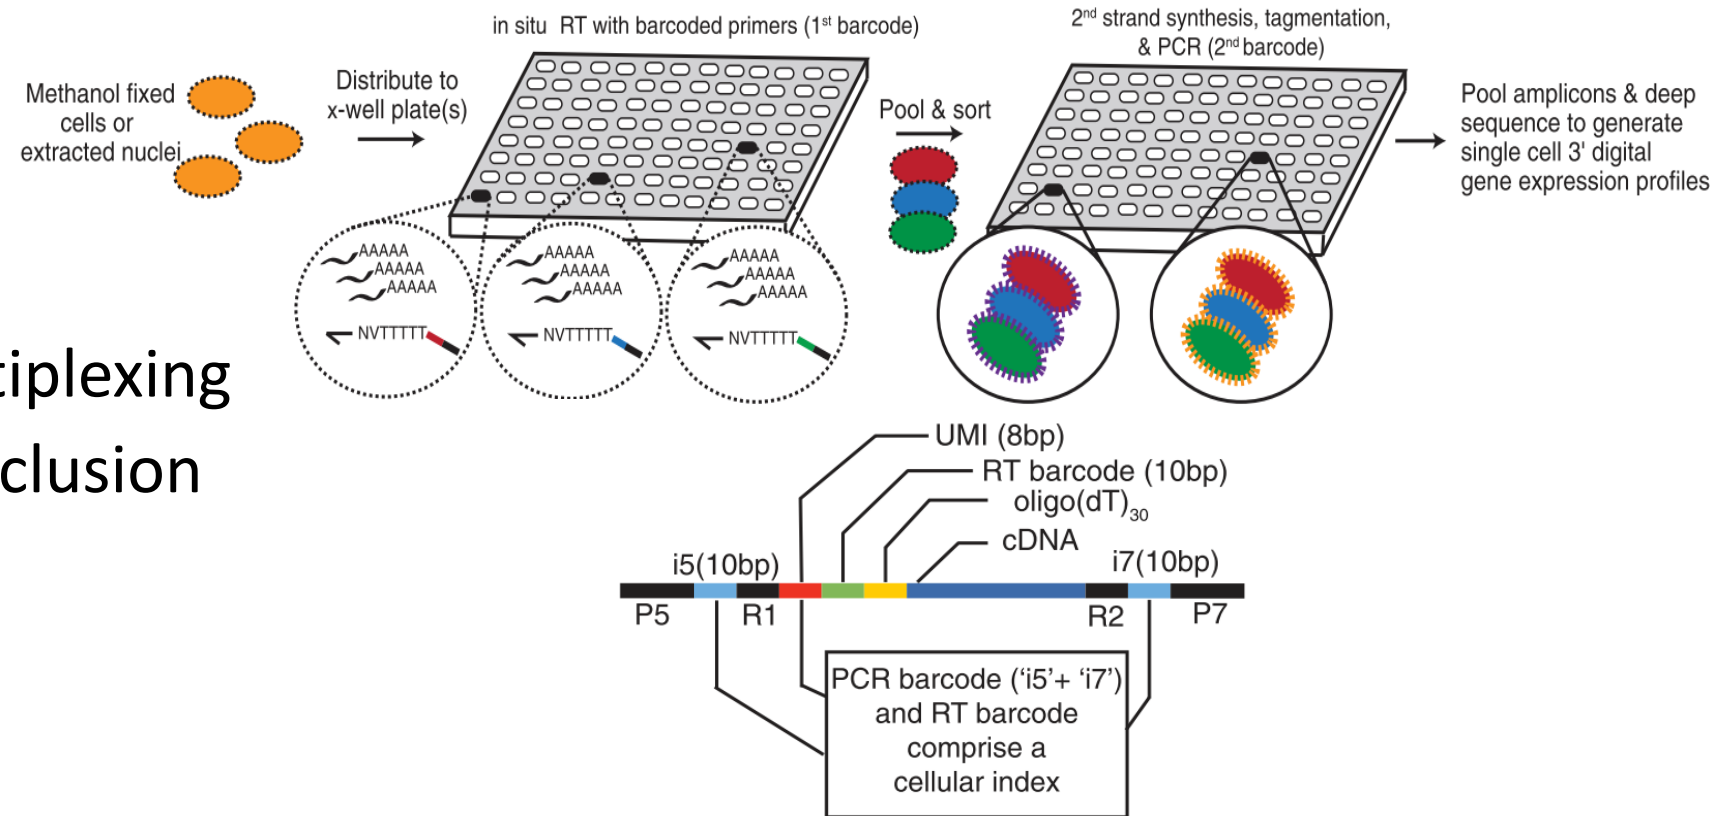 in situ RT with barcoded primers (1st barcode)
2nd strand synthesis, tagmentation,
& PCR (2nd barcode)
Methanol fixed
cells or
extracted nuclei
Distribute to
x-well plate(s)
Pool & sort
Pool amplicons & deep
sequence to generate
single cell 3' digital
gene expression profiles
AAAAA
AAAAA
AAAAA
NVTTTTT
AAAAA
AAAAA
AAAAA
NVTTTTT
AAAAA
AAAAA
AAAAA
NVTTTTT
tiplexing
clusion
UMI (8bp)
RT barcode (10bp)
oligo(dT)30
cDNA
i5(10bp)
i7(10bp)
P5
R1
R2
P7
PCR barcode (‘i5’+ ‘i7’)
and RT barcode
comprise a
cellular index